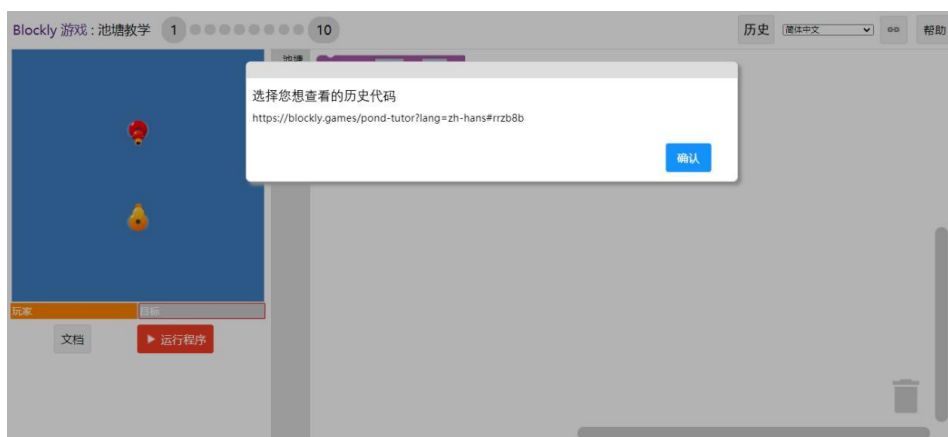 Blockly 游戏 : 池塘教学 1 10 历史 简体中文 帮助
池塘
选择您想查看的历史代码
https://blockly.games/pond-tutor?lang=zh-hans#rrzb8b
确认
玩家 目标
文档 运行程序